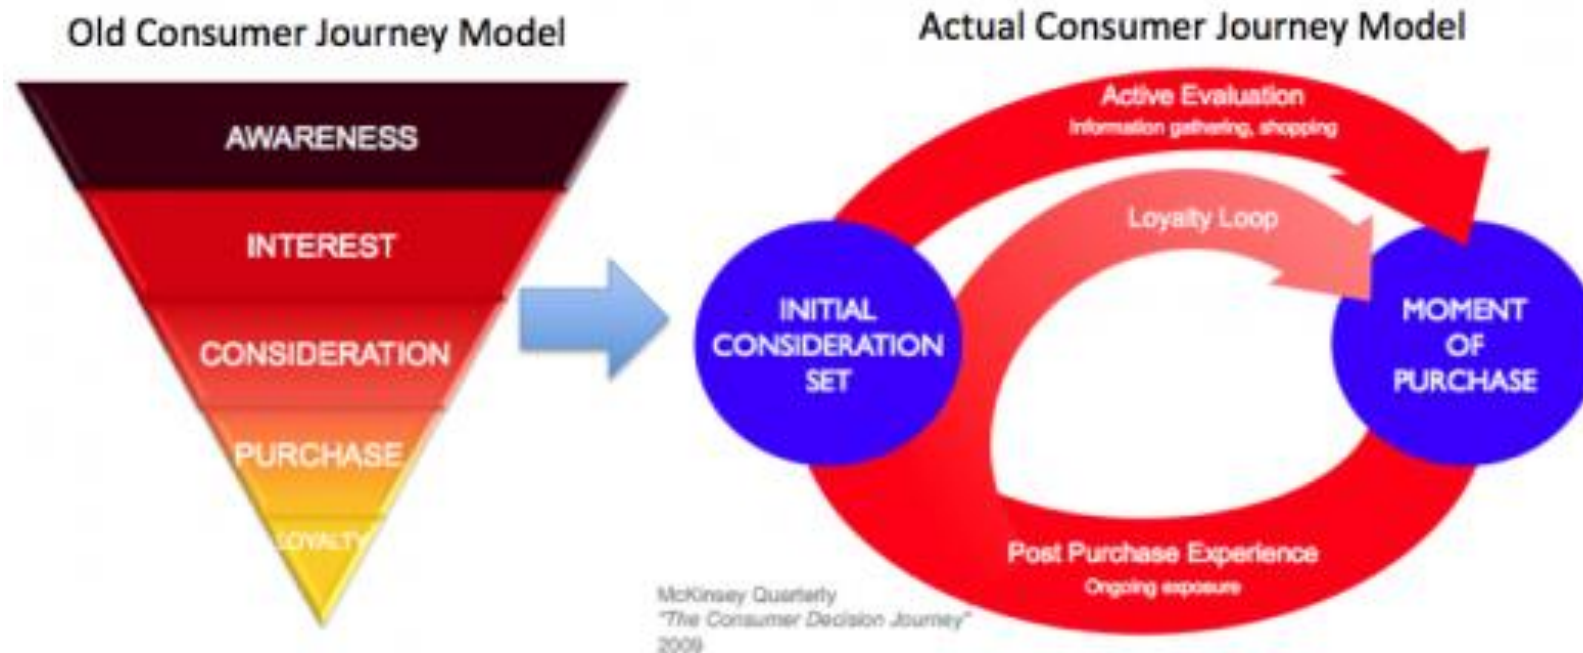 Old Consumer Journey Model
AWARENESS
INTEREST
CONSIDERATION
PURCHASE
LOYALTY
Actual Consumer Journey Model
Active Evaluation
Information gathering, shopping
Loyalty Loop
INITIAL
CONSIDERATION
SET
MOMENT
OF
PURCHASE
Post Purchase Experience
Ongoing exposure
McKinsey Quarterly
"The Consumer Decision Journey"
2009